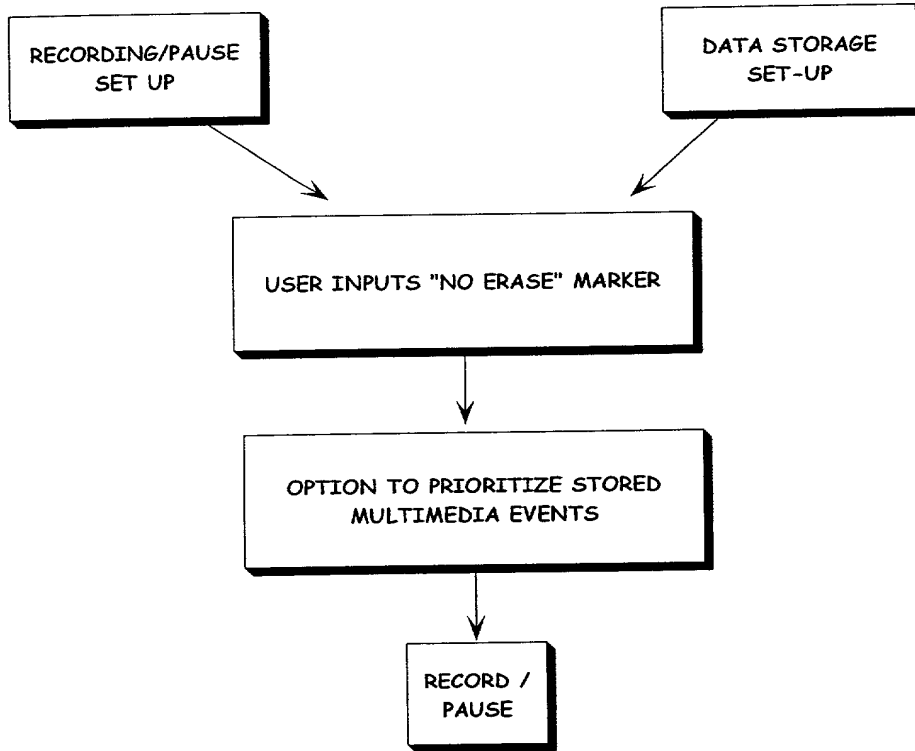 RECORDING/PAUSE
SET UP
DATA STORAGE
SET-UP
USER INPUTS "NO ERASE" MARKER
OPTION TO PRIORITIZE STORED
MULTIMEDIA EVENTS
RECORD /
PAUSE